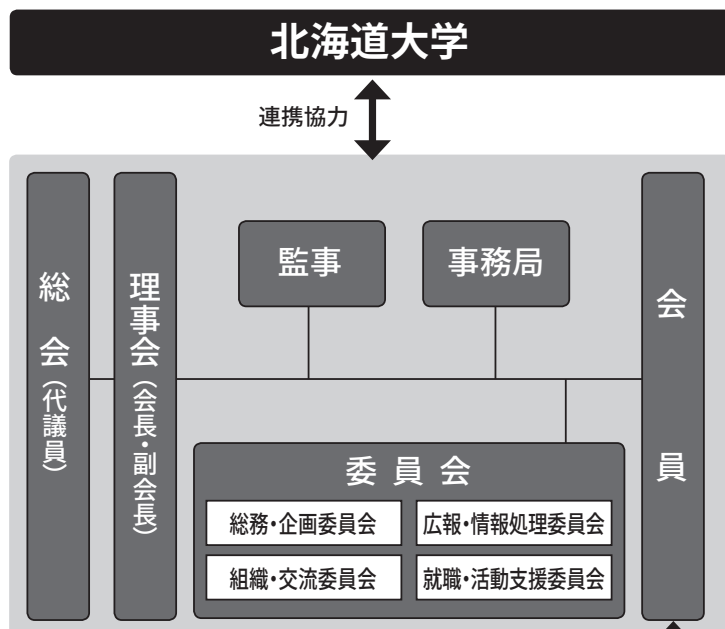 北海道大学
連携協力
総会(代議員)
理事会(会長・副会長)
監事
事務局
会員
委員会
総務・企画委員会
広報・情報処理委員会
組織・交流委員会
就職・活動支援委員会